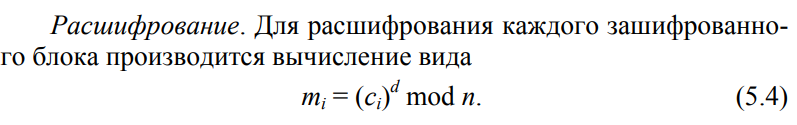 Расшифрование. Для расшифрования каждого зашифрованно-
го блока производится вычисление вида
mᵢ = (cᵢ)ᵈ mod n. (5.4)